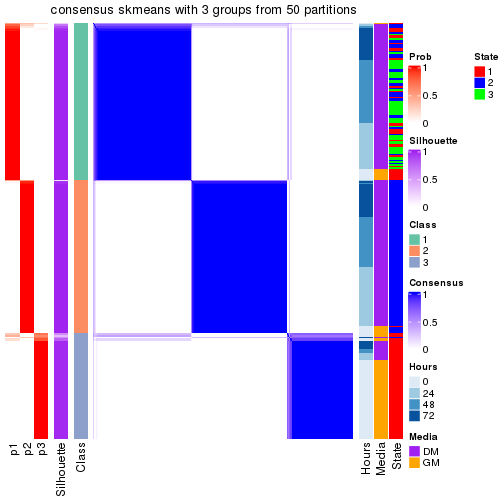 consensus skmeans with 3 groups from 50 partitions
Prob
1
0.5
0
Silhouette
1
0.5
0
Class
1
2
3
Consensus
1
0.5
0
Hours
0
24
48
72
Media
DM
GM
State
1
2
3
p1
p2
p3
Silhouette
Class
Hours
Media
State